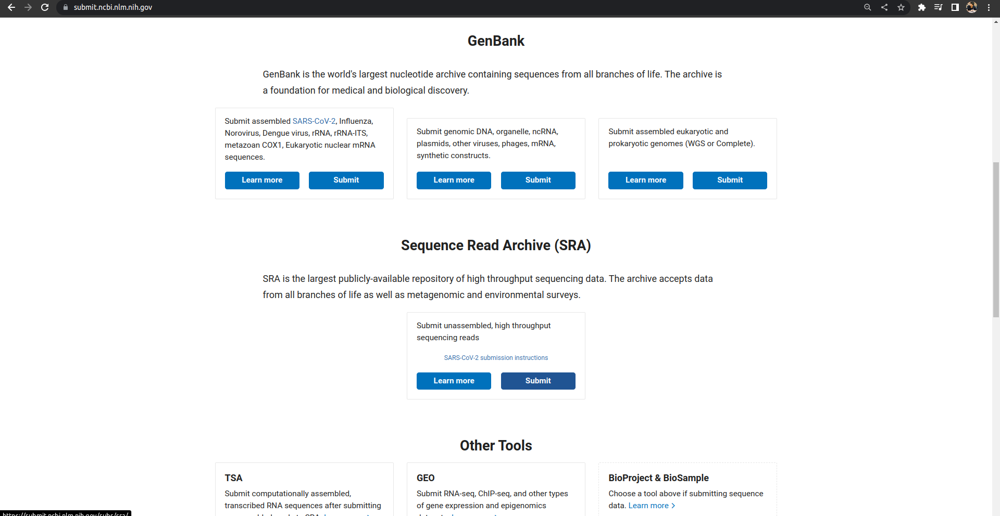 submit.ncbi.nlm.nih.gov
GenBank
GenBank is the world's largest nucleotide archive containing sequences from all branches of life. The archive is
a foundation for medical and biological discovery.
Submit assembled SARS-CoV-2, Influenza,
Norovirus, Dengue virus, rRNA, rRNA-ITS,
metazoan COX1, Eukaryotic nuclear mRNA
sequences.
Learn more Submit
Submit genomic DNA, organelle, ncRNA,
plasmids, other viruses, phages, mRNA,
synthetic constructs.
Learn more Submit
Submit assembled eukaryotic and
prokaryotic genomes (WGS or Complete).
Learn more Submit
Sequence Read Archive (SRA)
SRA is the largest publicly-available repository of high throughput sequencing data. The archive accepts data
from all branches of life as well as metagenomic and environmental surveys.
Submit unassembled, high throughput
sequencing reads
SARS-CoV-2 submission instructions
Learn more Submit
Other Tools
TSA
Submit computationally assembled,
transcribed RNA sequences after submitting
GEO
Submit RNA-seq, ChIP-seq, and other types
of gene expression and epigenomics
BioProject & BioSample
Choose a tool above if submitting sequence
data. Learn more >
https://submit.ncbi.nlm.nih.gov/subs/sra/